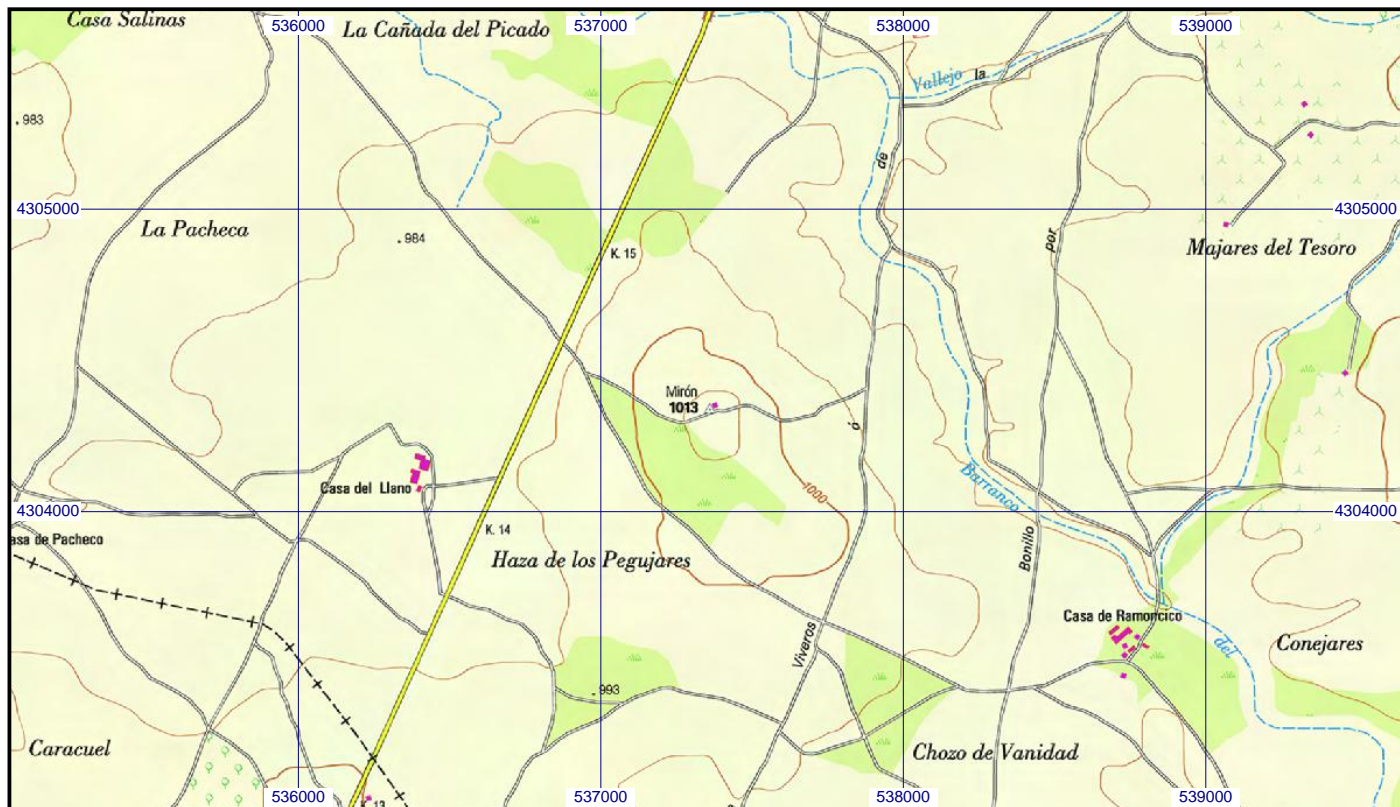 Casa Salinas
536000
La Cañada del Picado
537000
538000
539000
Vallejo
la
983
de
4305000
4305000
La Pacheca
984
por
Majares del Tesoro
K. 15
Mirón
1013
á
Casa del Llano
Barranco
1000
4304000
4304000
K. 14
asa de Pacheco
Haza de los Pegujares
Bonillo
Casa de Ramoncico
Viveros
del
Conejares
993
Caracuel
Chozo de Vanidad
536000
537000
538000
539000
13